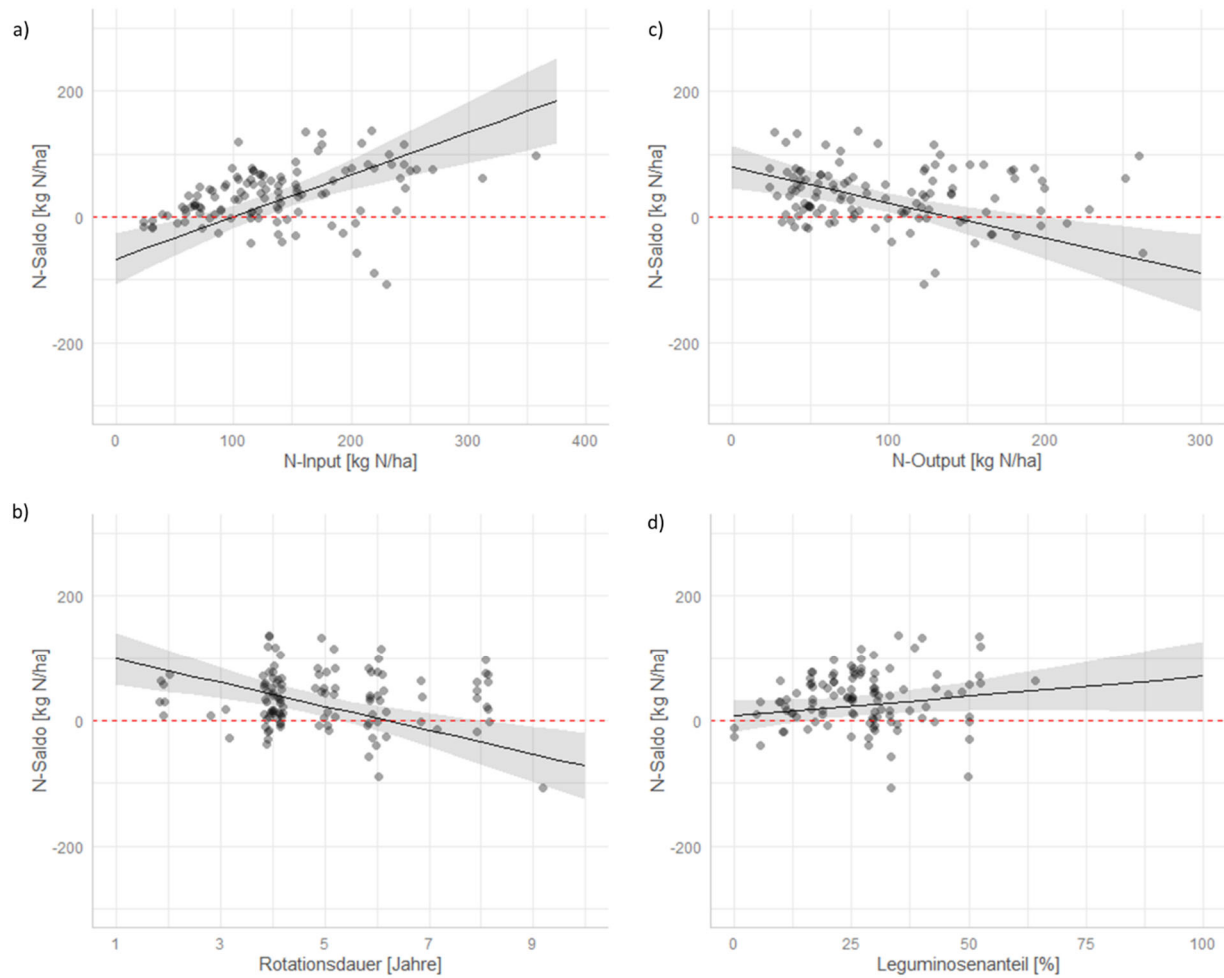 a)
N-Saldo [kg N/ha]
200
0
-200
0 100 200 300 400
N-Input [kg N/ha]
c)
N-Saldo [kg N/ha]
200
0
-200
0 100 200 300
N-Output [kg N/ha]
b)
N-Saldo [kg N/ha]
200
0
-200
1 3 5 7 9
Rotationsdauer [Jahre]
d)
N-Saldo [kg N/ha]
200
0
-200
0 25 50 75 100
Leguminosenanteil [%]